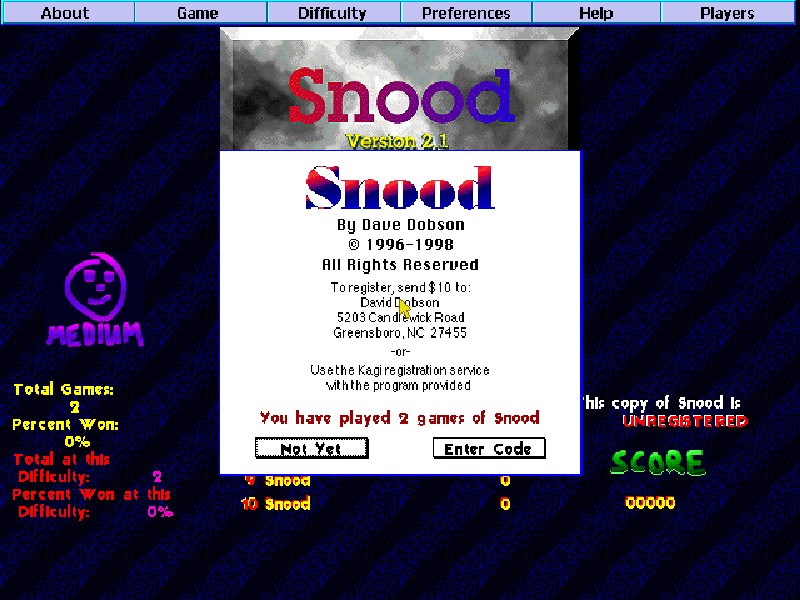 About Game Difficulty Preferences Help Players
Snood
Version 2.1
Snood
By Dave Dobson
© 1996-1998
All Rights Reserved
To register, send $10 to:
David Dobson
5203 Candlewick Road
Greensboro, NC 27455
-or-
Use the Kagi registration service
with the program provided
You have played 2 games of Snood
Not Yet Enter Code
MEDIUM
Total Games:
2
Percent Won:
0%
Total at this
Difficulty: 2
Percent Won at this
Difficulty: 0%
9 Snood 0
10 Snood 0
This copy of Snood is
UNREGISTERED
SCORE
00000